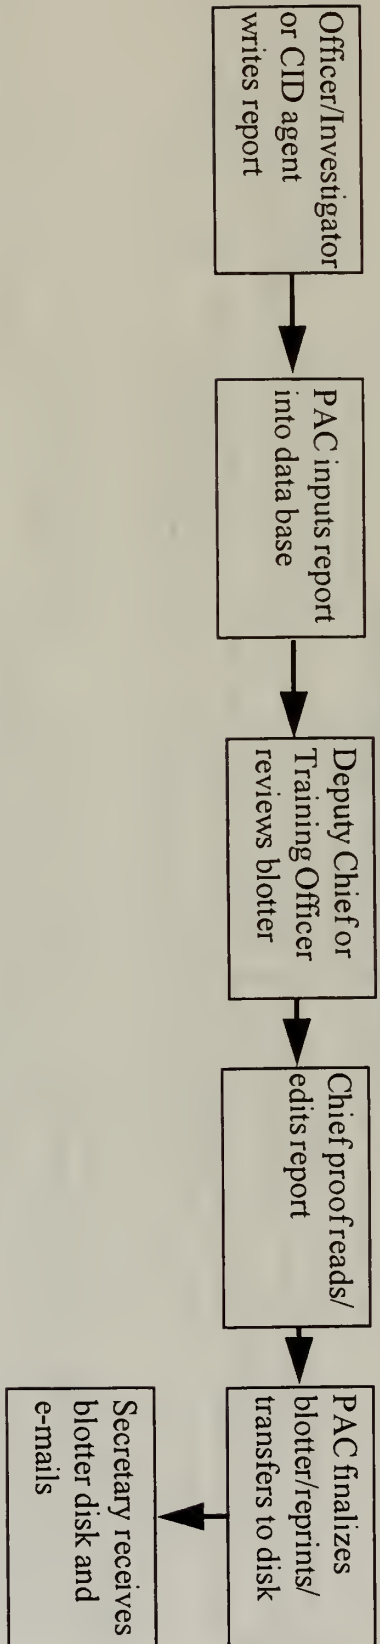 Officer/Investigator
or CID agent
writes report
PAC inputs report
into data base
Deputy Chief or
Training Officer
reviews blotter
Chief proofreads/
edits report
PAC finalizes
blotter/reprints/
transfers to disk
Secretary receives
blotter disk and
e-mails